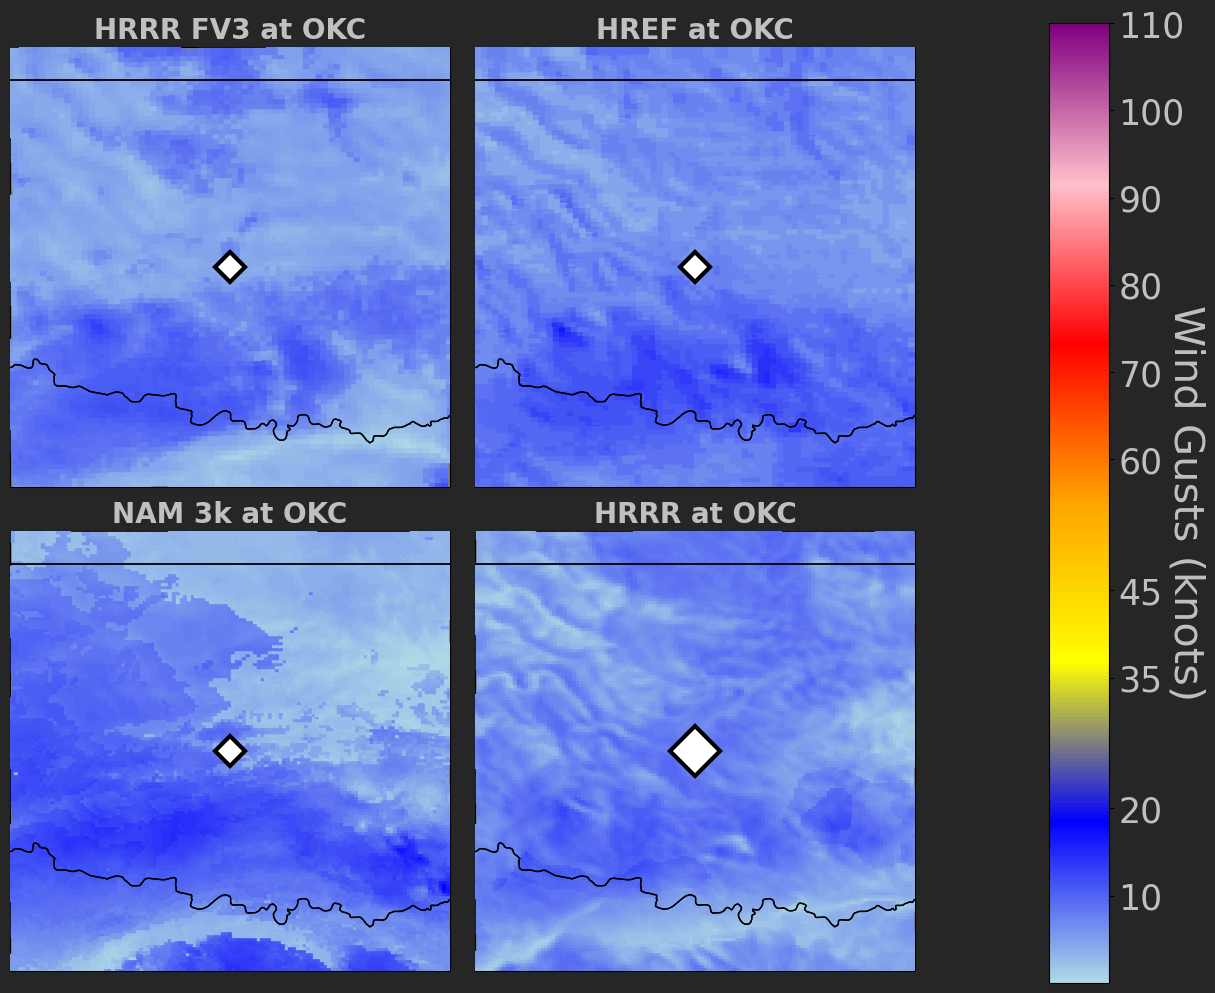 HRRR FV3 at OKC
HREF at OKC
NAM 3k at OKC
HRRR at OKC
110
100
90
80
70
60
45
35
20
10
Wind Gusts (knots)